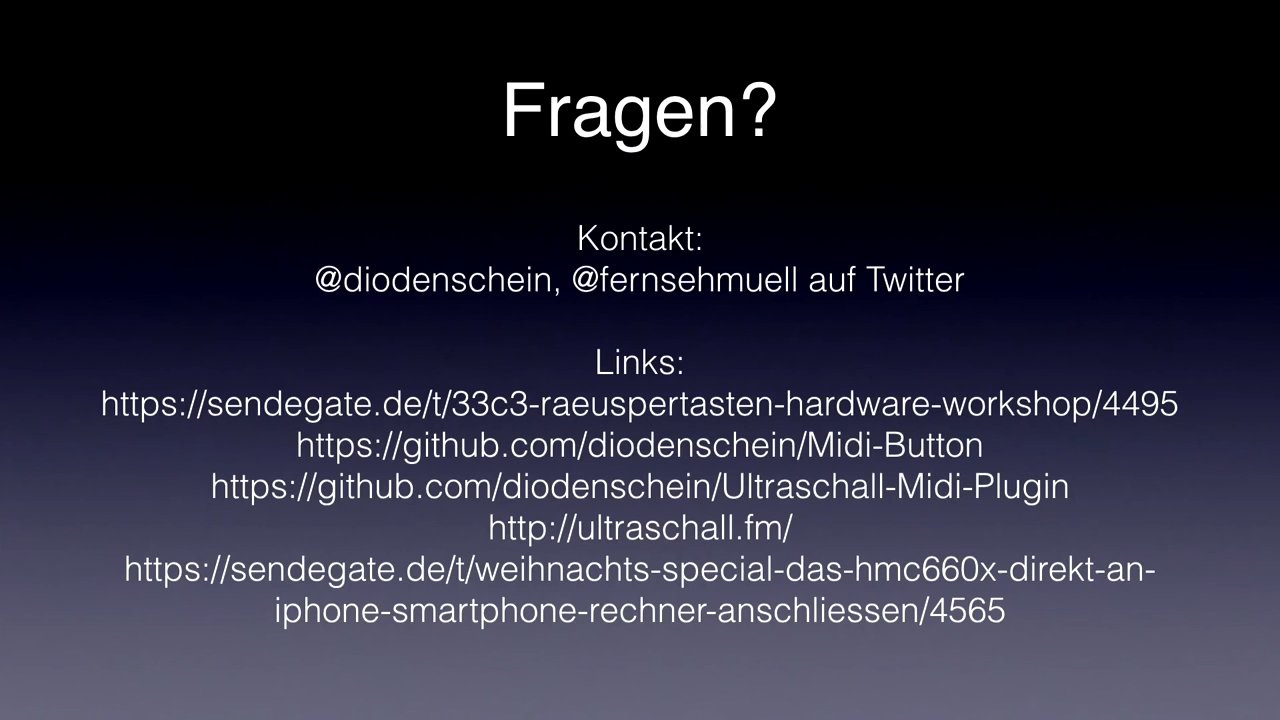 Fragen?
Kontakt:
@diodenschein, @fernsehmuell auf Twitter
Links:
https://sendegate.de/t/33c3-raeuspertasten-hardware-workshop/4495
https://github.com/diodenschein/Midi-Button
https://github.com/diodenschein/Ultraschall-Midi-Plugin
http://ultraschall.fm/
https://sendegate.de/t/weihnachts-special-das-hmc660x-direkt-an-
iphone-smartphone-rechner-anschliessen/4565